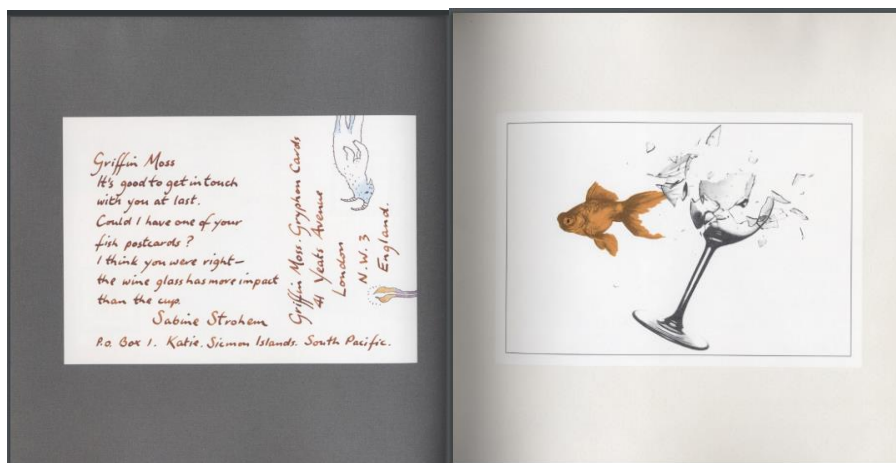 Griffin Moss
It's good to get in touch
with you at last.
Could I have one of your
fish postcards?
I think you were right—
the wine glass has more impact
than the cup.
Sabine Strohem
P.O. Box 1. Katie. Sicmon Islands. South Pacific.
Griffin Moss. Gryphon Cards
41 Yeats Avenue
London
N.W.3
England.